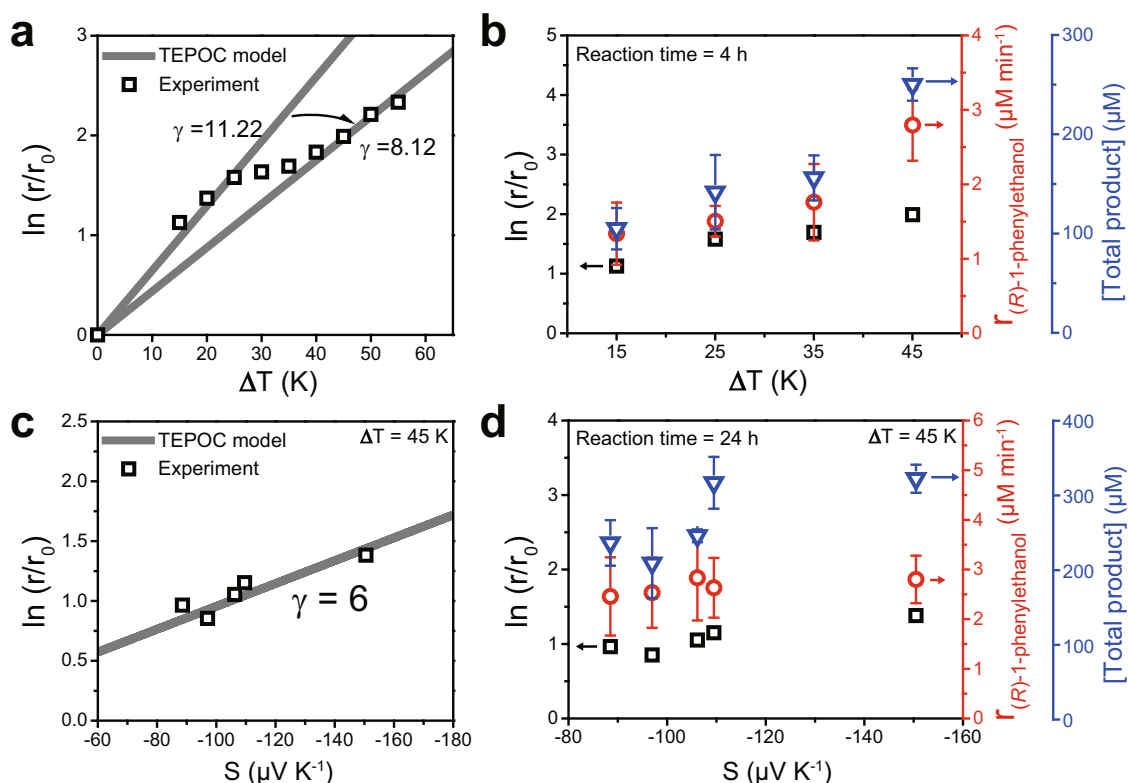 a
TEPOC model
Experiment
γ =11.22
γ =8.12
ln (r/r₀)
3
2
1
0
0 10 20 30 40 50 60
ΔT (K)
b
Reaction time = 4 h
ln (r/r₀)
5
4
3
2
1
0
15 25 35 45
ΔT (K)
4
3
2
1
0
r(R)-1-phenylethanol (µM min⁻¹)
300
200
100
0
[Total product] (µM)
c
TEPOC model
Experiment
ΔT = 45 K
γ = 6
ln (r/r₀)
2.5
2.0
1.5
1.0
0.5
0.0
-60 -80 -100 -120 -140 -160 -180
S (µV K⁻¹)
d
Reaction time = 24 h
ΔT = 45 K
ln (r/r₀)
4
3
2
1
0
-80 -100 -120 -140 -160
S (µV K⁻¹)
6
5
4
3
2
1
0
r(R)-1-phenylethanol (µM min⁻¹)
400
300
200
100
0
[Total product] (µM)